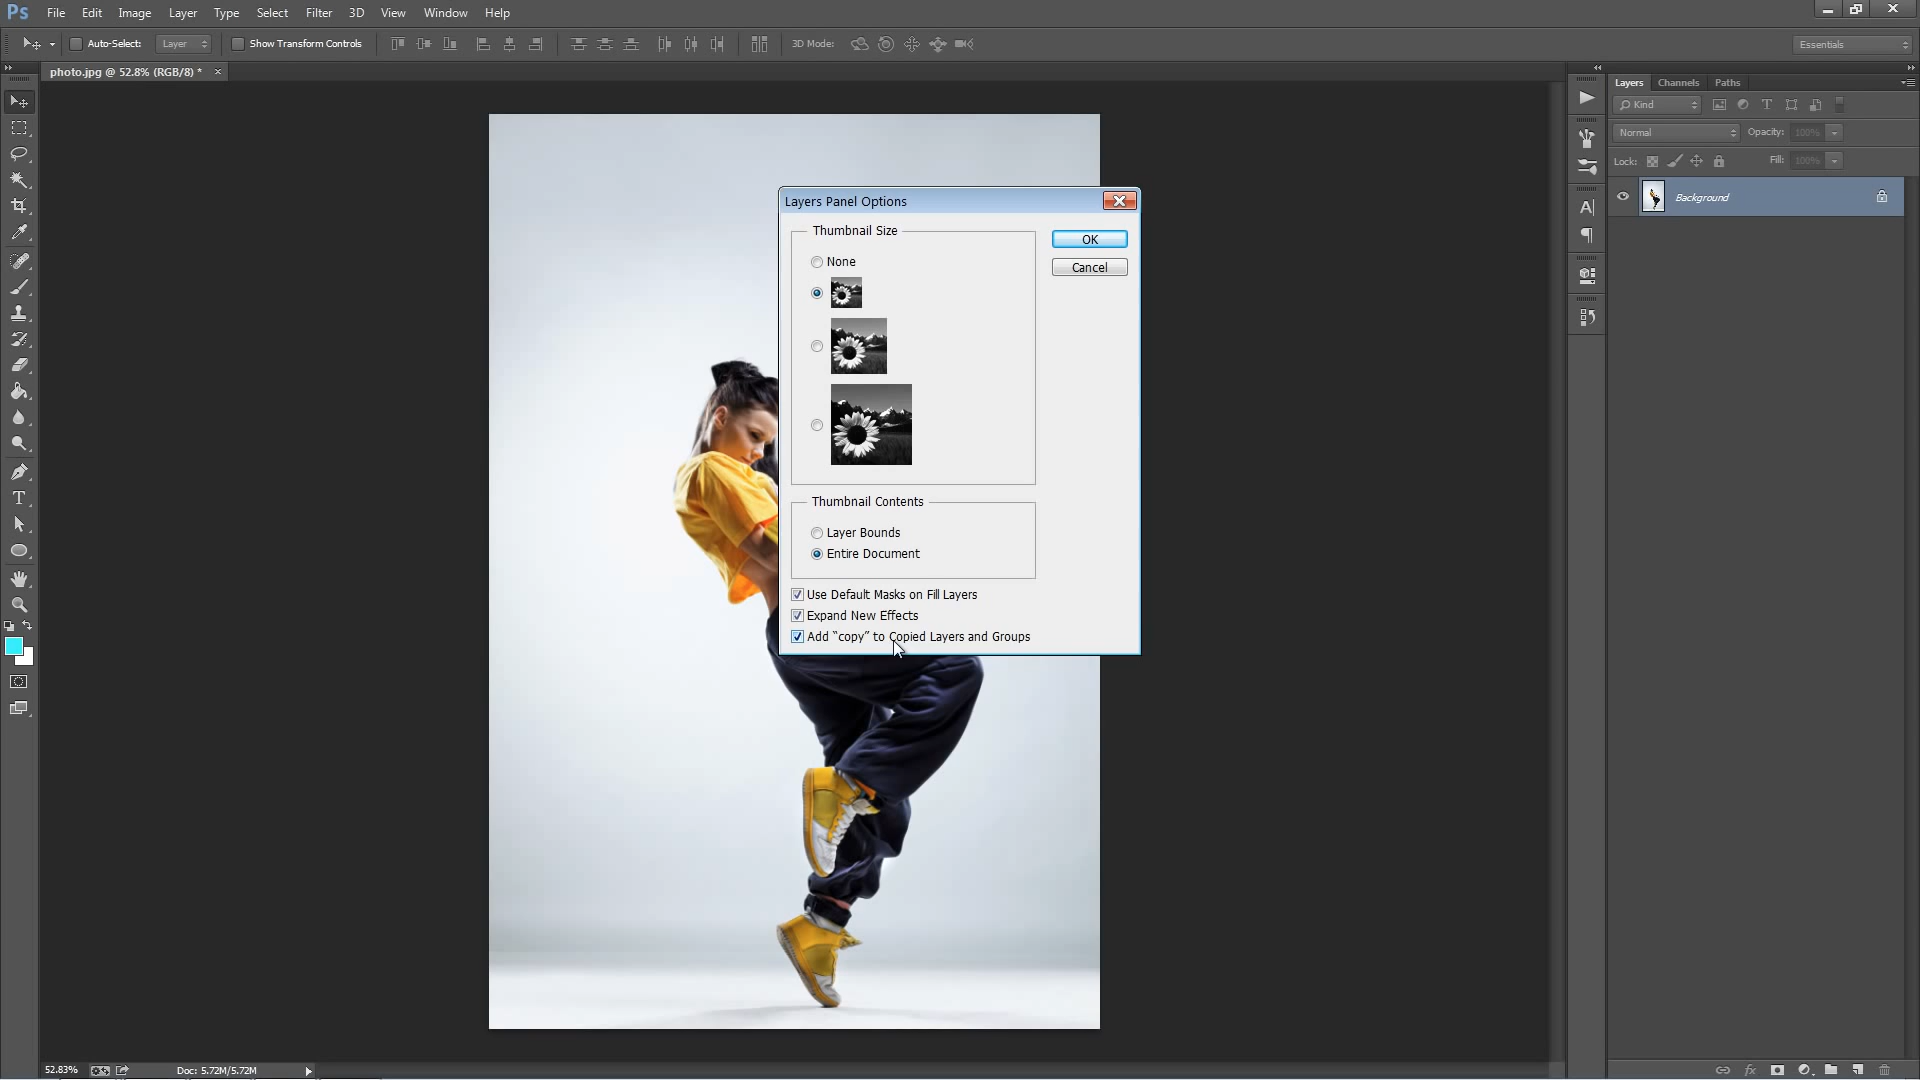 Ps File Edit Image Layer Type Select Filter 3D View Window Help
Auto-Select: Layer Show Transform Controls 3D Mode: Essentials
photo.jpg @ 52.8% (RGB/8) * ×
Layers Channels Paths
Kind
Normal Opacity: 100%
Lock: Fill: 100%
Background
Layers Panel Options
Thumbnail Size
OK
None
Cancel
Thumbnail Contents
Layer Bounds
Entire Document
Use Default Masks on Fill Layers
Expand New Effects
Add “copy” to Copied Layers and Groups
52.83% Doc: 5.72M/5.72M